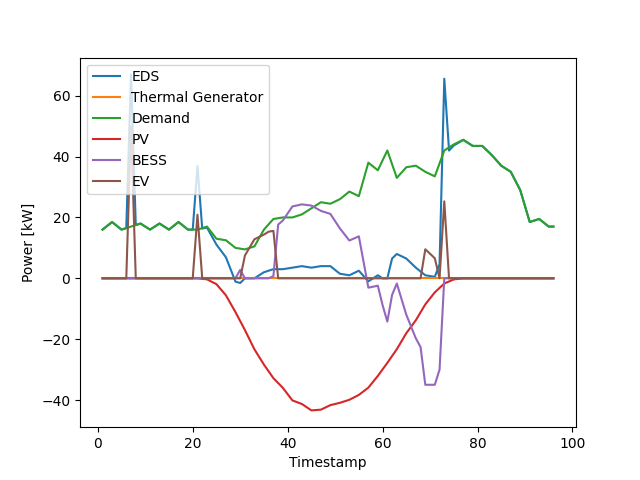 EDS
Thermal Generator
Demand
PV
BESS
EV
60
40
20
0
−20
−40
Power [kW]
0 20 40 60 80 100
Timestamp